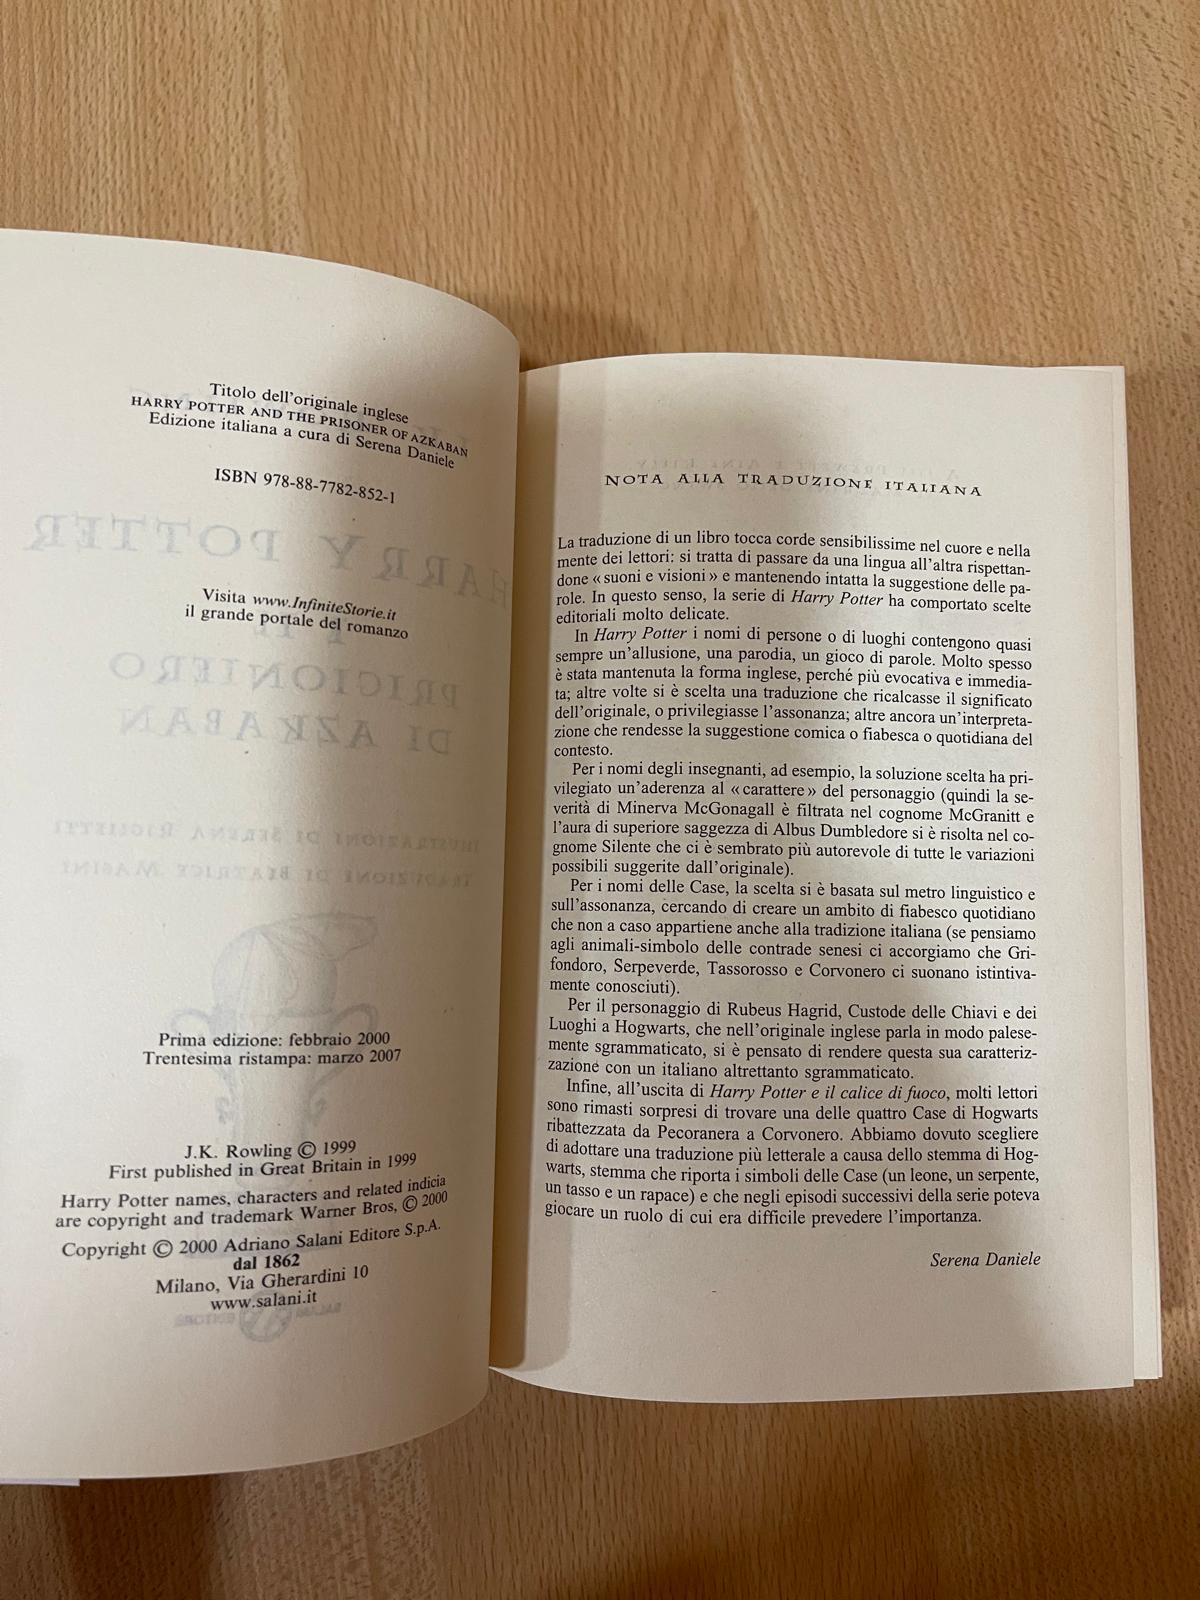 Titolo dell'originale inglese
HARRY POTTER AND THE PRISONER OF AZKABAN
Edizione italiana a cura di Serena Daniele
ISBN 978-88-7782-852-1
Visita www.InfiniteStorie.it
il grande portale del romanzo
Prima edizione: febbraio 2000
Trentesima ristampa: marzo 2007
J.K. Rowling © 1999
First published in Great Britain in 1999
Harry Potter names, characters and related indicia
are copyright and trademark Warner Bros, © 2000
Copyright © 2000 Adriano Salani Editore S.p.A.
dal 1862
Milano, Via Gherardini 10
www.salani.it
NOTA ALLA TRADUZIONE ITALIANA
La traduzione di un libro tocca corde sensibilissime nel cuore e nella
mente dei lettori: si tratta di passare da una lingua all'altra rispettan-
done «suoni e visioni» e mantenendo intatta la suggestione delle pa-
role. In questo senso, la serie di Harry Potter ha comportato scelte
editoriali molto delicate.
In Harry Potter i nomi di persone o di luoghi contengono quasi
sempre un'allusione, una parodia, un gioco di parole. Molto spesso
è stata mantenuta la forma inglese, perché più evocativa e immedia-
ta; altre volte si è scelta una traduzione che ricalcasse il significato
dell'originale, o privilegiasse l'assonanza; altre ancora un'interpreta-
zione che rendesse la suggestione comica o fiabesca o quotidiana del
contesto.
Per i nomi degli insegnanti, ad esempio, la soluzione scelta ha pri-
vilegiato un'aderenza al «carattere» del personaggio (quindi la se-
verità di Minerva McGonagall è filtrata nel cognome McGranitt e
l'aura di superiore saggezza di Albus Dumbledore si è risolta nel co-
gnome Silente che ci è sembrato più autorevole di tutte le variazioni
possibili suggerite dall'originale).
Per i nomi delle Case, la scelta si è basata sul metro linguistico e
sull'assonanza, cercando di creare un ambito di fiabesco quotidiano
che non a caso appartiene anche alla tradizione italiana (se pensiamo
agli animali-simbolo delle contrade senesi ci accorgiamo che Gri-
fondoro, Serpeverde, Tassorosso e Corvonero ci suonano istintiva-
mente conosciuti).
Per il personaggio di Rubeus Hagrid, Custode delle Chiavi e dei
Luoghi a Hogwarts, che nell'originale inglese parla in modo palese-
mente sgrammaticato, si è pensato di rendere questa sua caratteriz-
zazione con un italiano altrettanto sgrammaticato.
Infine, all'uscita di Harry Potter e il calice di fuoco, molti lettori
sono rimasti sorpresi di trovare una delle quattro Case di Hogwarts
ribattezzata da Pecoranera a Corvonero. Abbiamo dovuto scegliere
di adottare una traduzione più letterale a causa dello stemma di Hog-
warts, stemma che riporta i simboli delle Case (un leone, un serpente,
un tasso e un rapace) e che negli episodi successivi della serie poteva
giocare un ruolo di cui era difficile prevedere l'importanza.
Serena Daniele